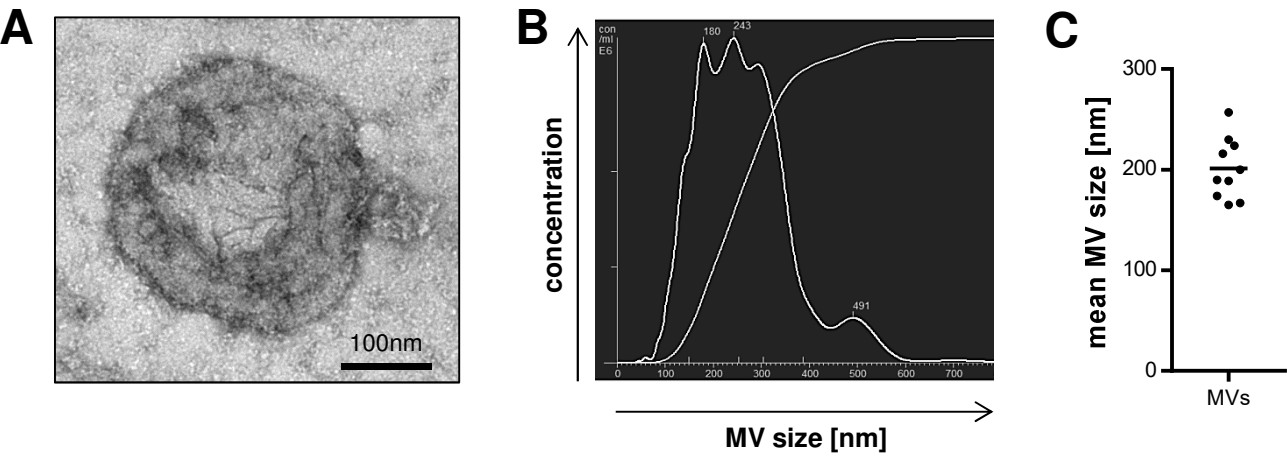 A
100nm
B
concentration
con
/ml
E6
180
243
491
0 100 200 300 400 500 600 700
MV size [nm]
C
mean MV size [nm]
300
200
100
0
MVs